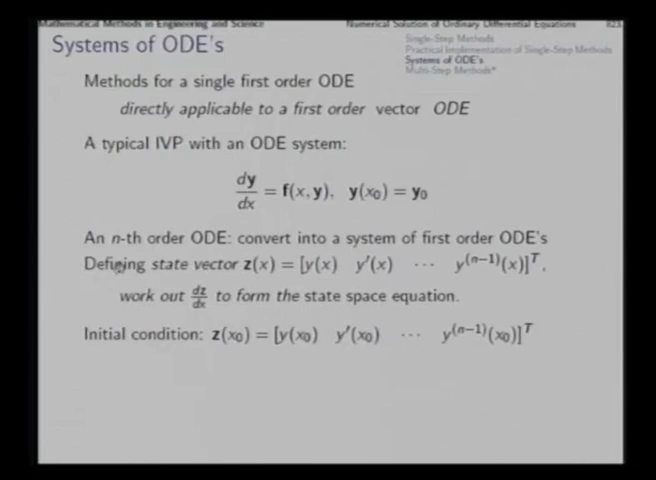 Mathematical Methods in Engineering and Science
Numerical Solution of Ordinary Differential Equations
Systems of ODE's
Single-Step Methods
Practical Implementation of Single-Step Methods
Systems of ODE's
Multi-Step Methods*
Methods for a single first order ODE
directly applicable to a first order vector ODE
A typical IVP with an ODE system:
dy/dx = f(x, y), y(x₀) = y₀
An n-th order ODE: convert into a system of first order ODE's
Defining state vector z(x) = [y(x) y′(x) ⋯ y⁽ⁿ⁻¹⁾(x)]ᵀ,
work out dz/dx to form the state space equation.
Initial condition: z(x₀) = [y(x₀) y′(x₀) ⋯ y⁽ⁿ⁻¹⁾(x₀)]ᵀ